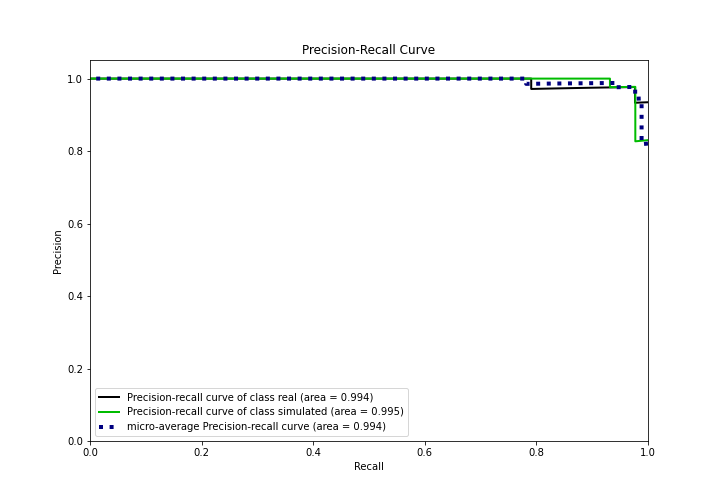 Precision-Recall Curve
1.0
0.8
0.6
0.4
0.2
0.0
Precision
Precision-recall curve of class real (area = 0.994)
Precision-recall curve of class simulated (area = 0.995)
micro-average Precision-recall curve (area = 0.994)
0.0 0.2 0.4 0.6 0.8 1.0
Recall